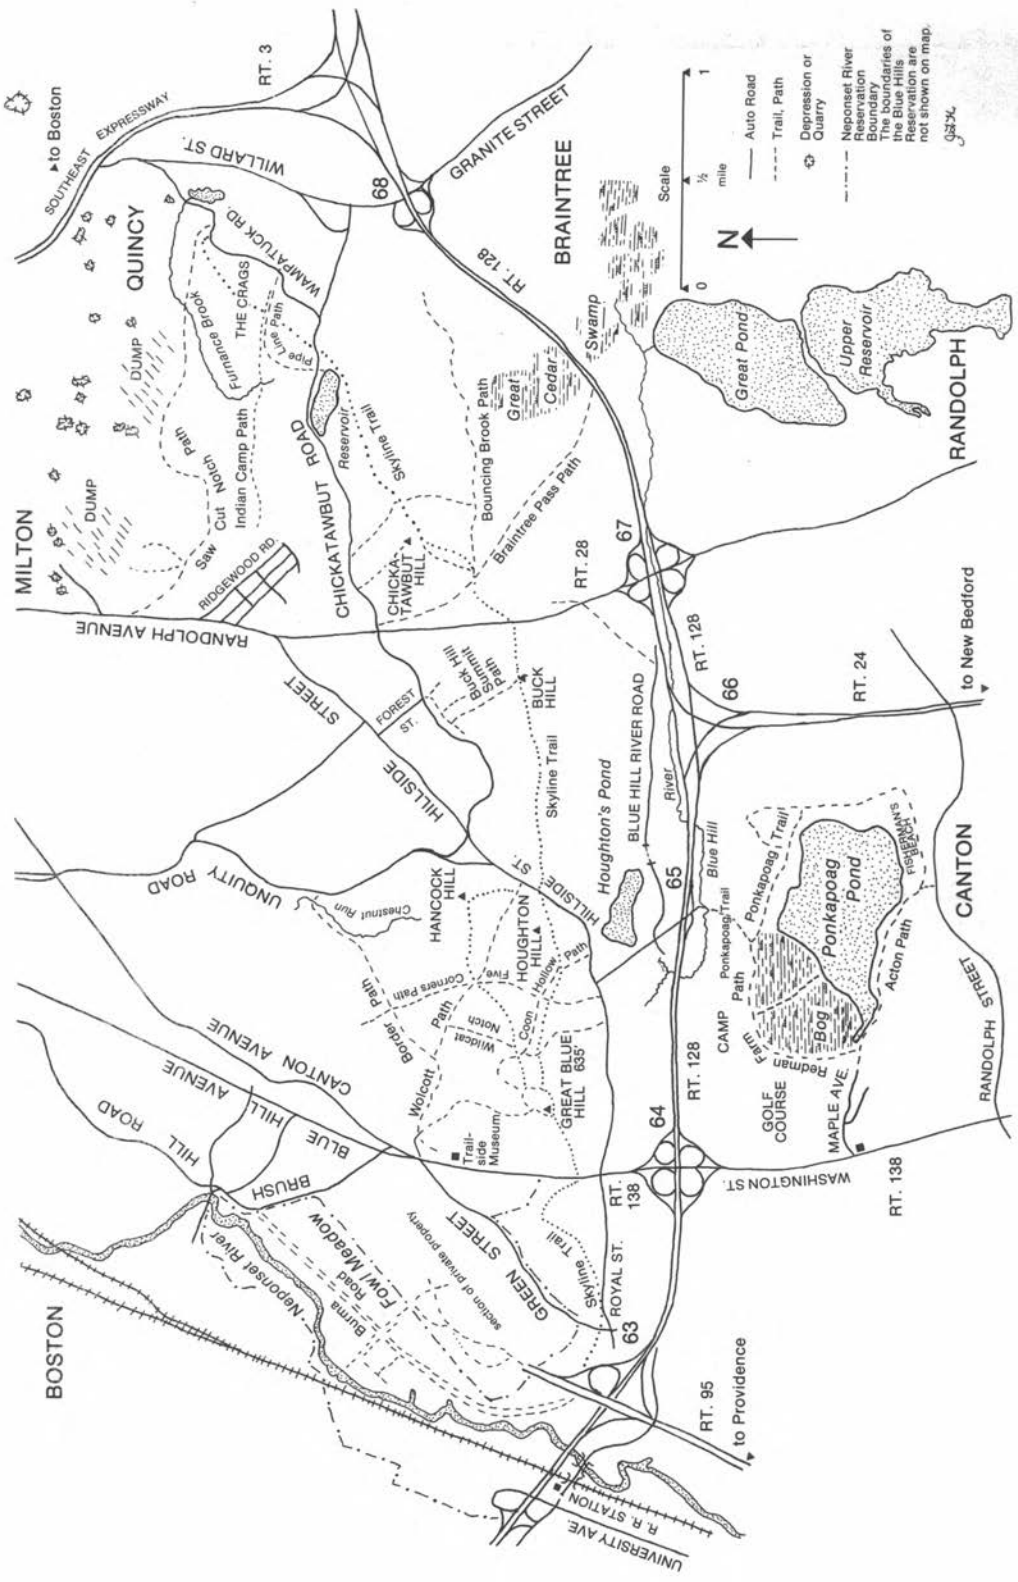 BOSTON
MILTON
QUINCY
BRAINTREE
RANDOLPH
CANTON
to Boston
SOUTHEAST EXPRESSWAY
RT. 3
WILLARD ST.
WAMPATUCK RD.
GRANITE STREET
68
RT. 128
DUMP
DUMP
Furnance Brook
THE CRAGS
Pipe Line Path
Saw Cut Notch Path
Indian Camp Path
RIDGEWOOD RD.
RANDOLPH AVENUE
CHICKATAWBUT ROAD
Reservoir
Skyline Trail
CHICKA-
TAWBUT
HILL
Bouncing Brook Path
Great Cedar Swamp
Braintree Pass Path
RT. 28
67
HILLSIDE STREET
FOREST
ST.
Buck Hill
Summit
Path
BUCK
HILL
Skyline Trail
UNQUITY ROAD
Chestnut Run
HANCOCK
HILL
HILLSIDE ST.
HOUGHTON
HILL
Five Corners Path
Border Path
Wolcott Path
Wildcat Notch
Coon Hollow Path
GREAT BLUE
HILL 635'
Trail-
side
Museum
CANTON AVENUE
BLUE HILL AVENUE
BRUSH HILL ROAD
Neponset River
Fowl Meadow
Burma Road
section of private property
GREEN STREET
Skyline Trail
ROYAL ST.
RT.
138
63
64
65
66
RT. 128
RT. 128
RT. 24
to New Bedford
Houghton's Pond
BLUE HILL RIVER ROAD
Blue Hill River
Ponkapoag Trail
Ponkapoag Trail
CAMP
Redman Farm Path
Bog
Ponkapoag
Pond
FISHERMAN'S
BEACH
Acton Path
GOLF
COURSE
MAPLE AVE.
WASHINGTON ST.
RT. 138
RANDOLPH STREET
RT. 95
to Providence
R. R. STATION
UNIVERSITY AVE.
Great Pond
Upper
Reservoir
Scale
0 ½ 1
mile
N
Auto Road
Trail, Path
Depression or
Quarry
Neponset River
Reservation
Boundary
The boundaries of
the Blue Hills
Reservation are
not shown on map.